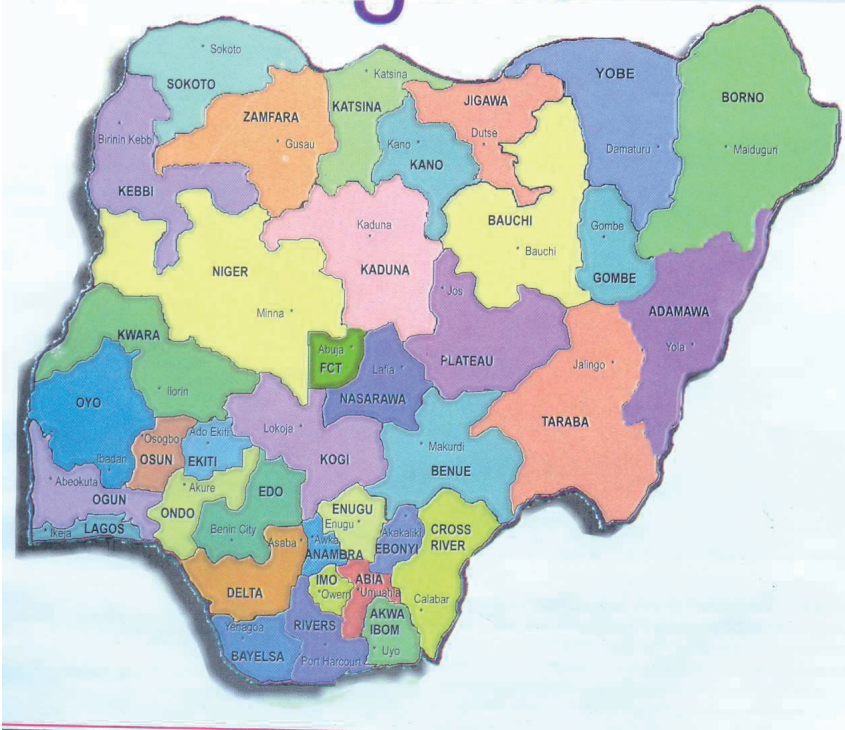 Sokoto
SOKOTO
Katsina
KATSINA
YOBE
BORNO
JIGAWA
ZAMFARA
Gusau
Birinin Kebbi
KEBBI
Kano
KANO
Dutse
Damaturu
Maiduguri
BAUCHI
Bauchi
Gombe
GOMBE
Kaduna
KADUNA
NIGER
Minna
Jos
PLATEAU
ADAMAWA
Yola
KWARA
Ilorin
Abuja
FCT
Lafia
NASARAWA
Jalingo
TARABA
OYO
Ibadan
Osogbo
OSUN
Ado Ekiti
EKITI
Lokoja
KOGI
Makurdi
BENUE
Abeokuta
OGUN
Akure
ONDO
EDO
Benin City
Ikeja
LAGOS
ENUGU
Enugu
Asaba
Awka
ANAMBRA
Akakaliki
EBONYI
CROSS
RIVER
Calabar
DELTA
IMO
Owerri
ABIA
Umuahia
Yenagoa
BAYELSA
RIVERS
Port Harcourt
AKWA
IBOM
Uyo